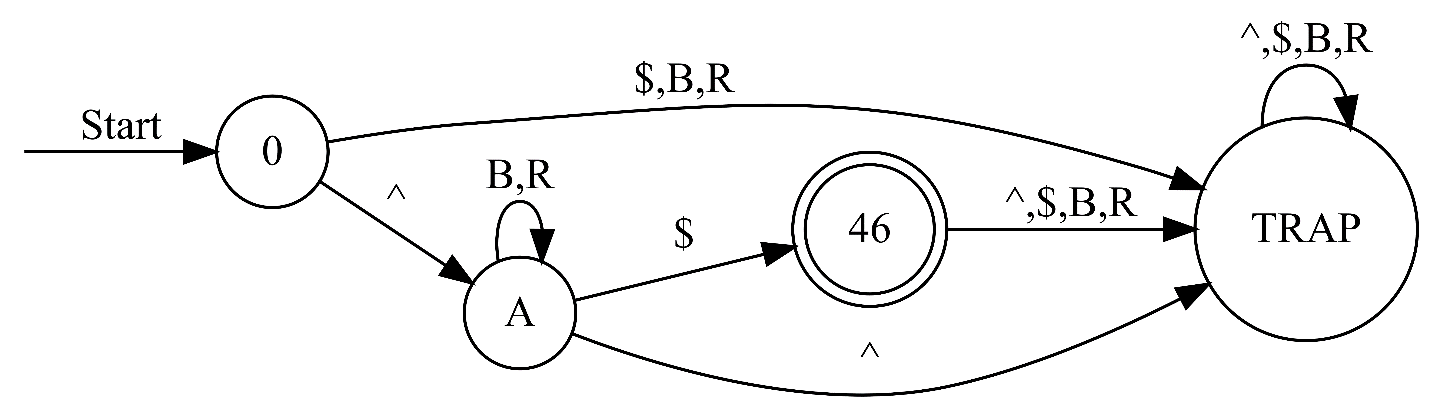 ^,$,B,R
$,B,R
Start
0
B,R
^
^,$,B,R
$
46
TRAP
A
^